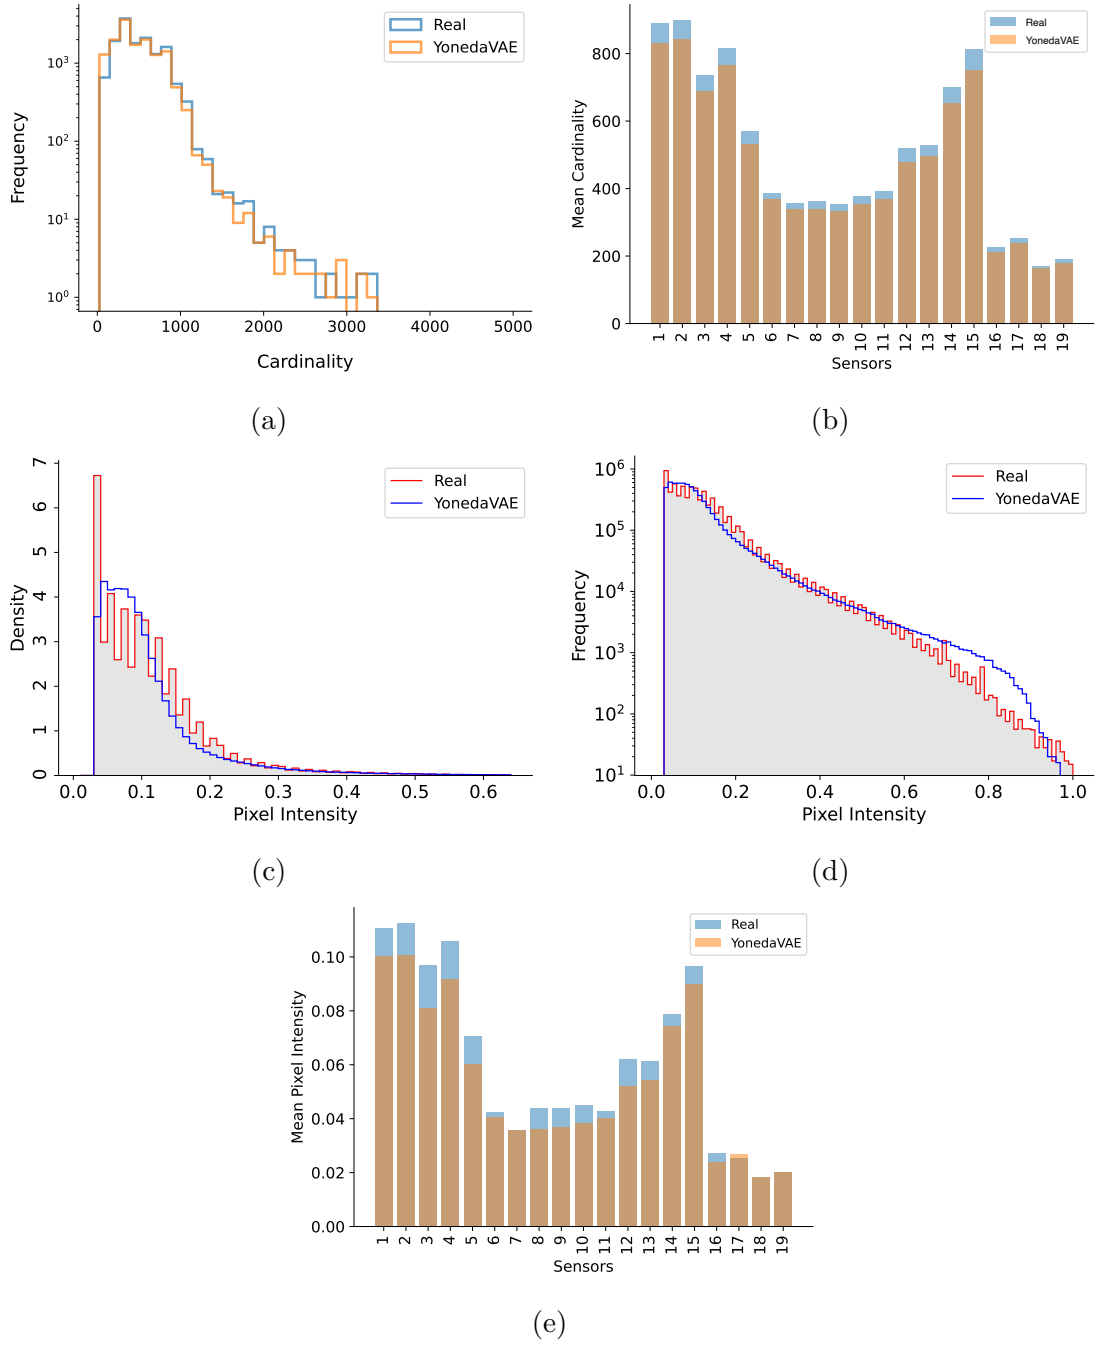 Real
YonedaVAE
10³
10²
10¹
10⁰
Frequency
0 1000 2000 3000 4000 5000
Cardinality
(a)
Real
YonedaVAE
800
600
400
200
0
Mean Cardinality
1 2 3 4 5 6 7 8 9 10 11 12 13 14 15 16 17 18 19
Sensors
(b)
Real
YonedaVAE
7
6
5
4
3
2
1
0
Density
0.0 0.1 0.2 0.3 0.4 0.5 0.6
Pixel Intensity
(c)
Real
YonedaVAE
10⁶
10⁵
10⁴
10³
10²
10¹
Frequency
0.0 0.2 0.4 0.6 0.8 1.0
Pixel Intensity
(d)
Real
YonedaVAE
0.10
0.08
0.06
0.04
0.02
0.00
Mean Pixel Intensity
1 2 3 4 5 6 7 8 9 10 11 12 13 14 15 16 17 18 19
Sensors
(e)